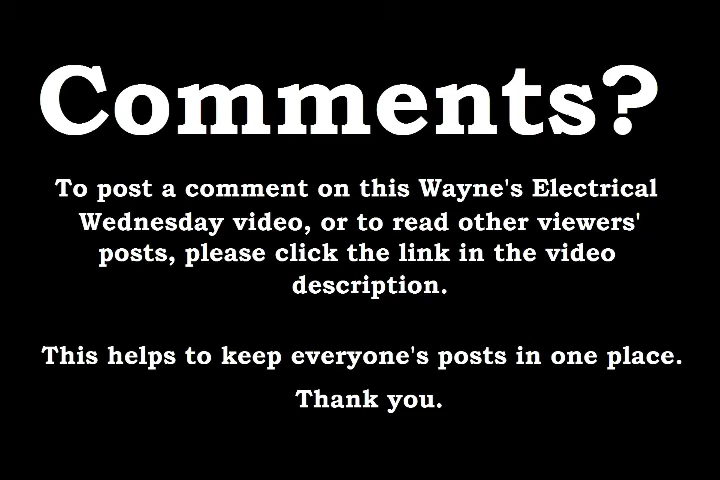 Comments?
To post a comment on this Wayne's Electrical
Wednesday video, or to read other viewers'
posts, please click the link in the video
description.
This helps to keep everyone's posts in one place.
Thank you.